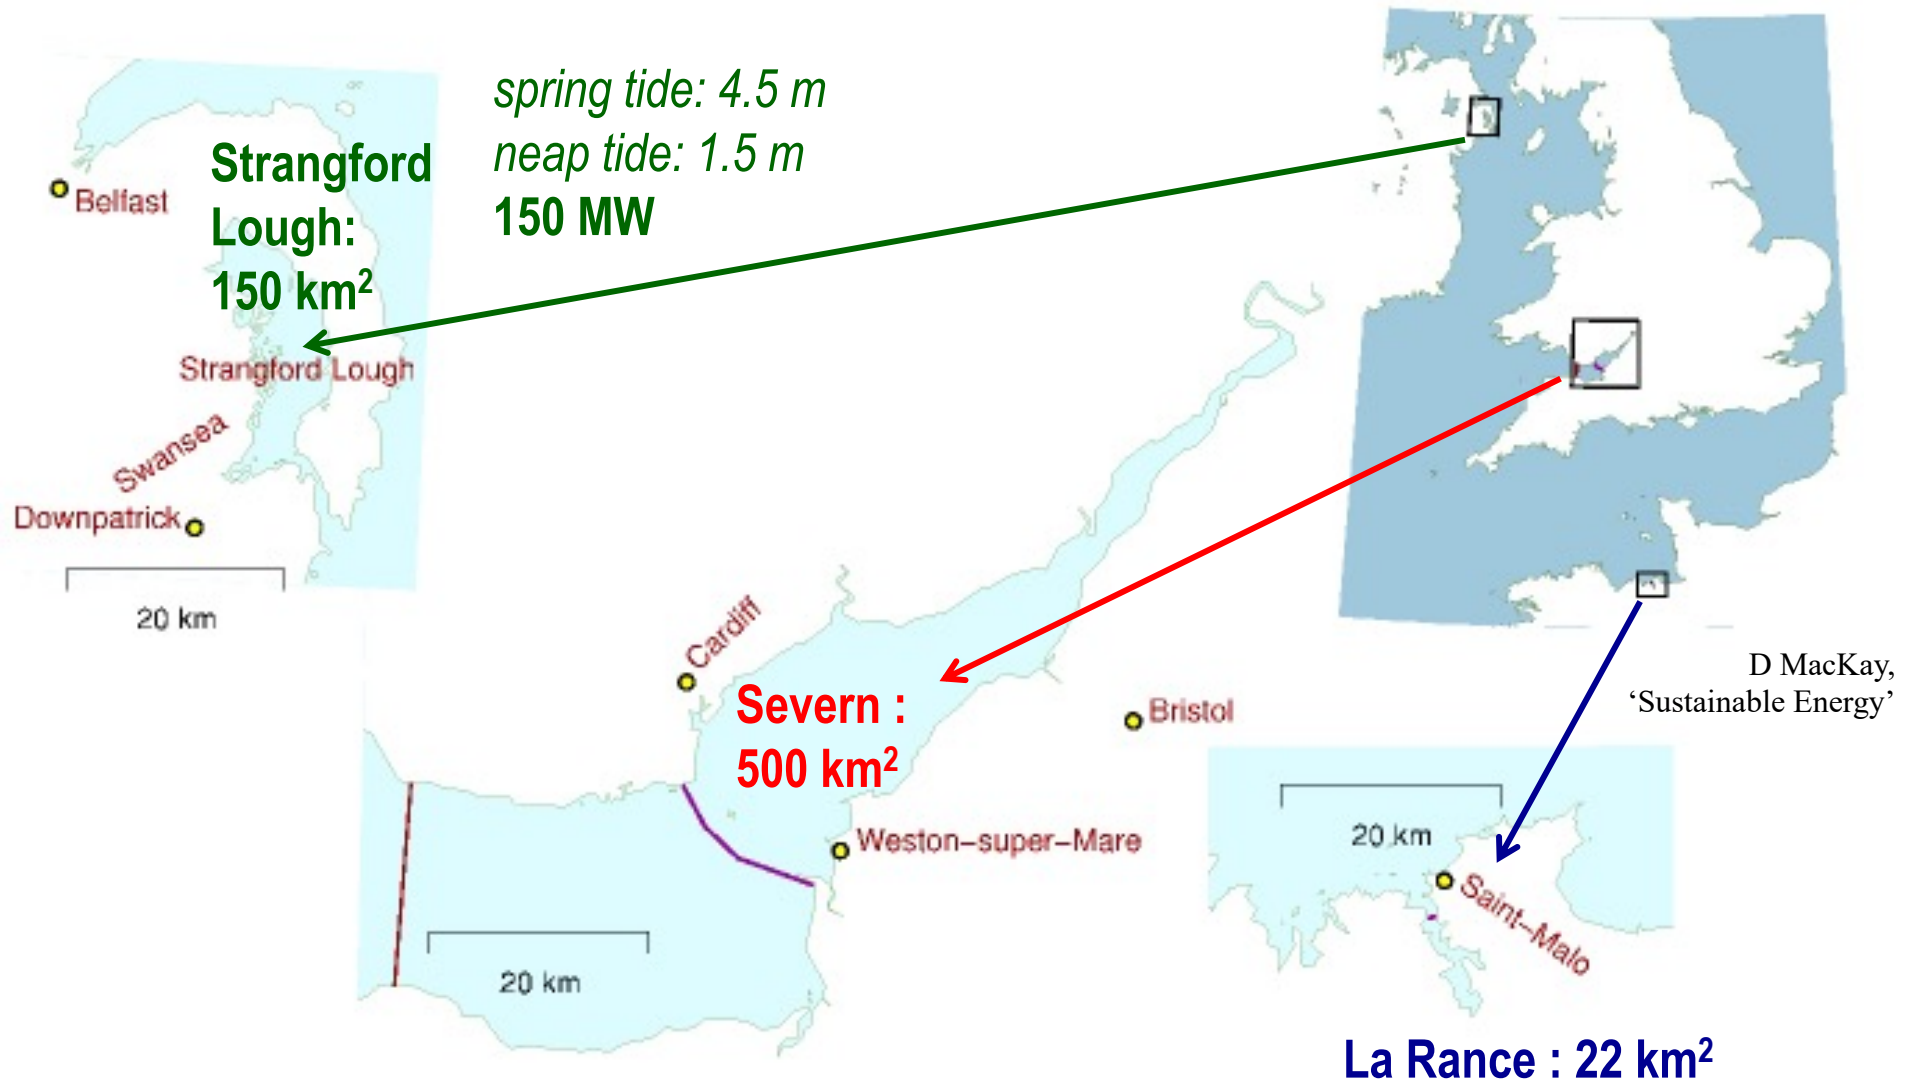 spring tide: 4.5 m
neap tide: 1.5 m
150 MW
Strangford
Lough:
150 km²
Belfast
Strangford Lough
Swansea
Downpatrick
20 km
Cardiff
Severn :
500 km²
Bristol
Weston-super-Mare
20 km
D MacKay,
‘Sustainable Energy’
20 km
Saint-Malo
La Rance : 22 km²